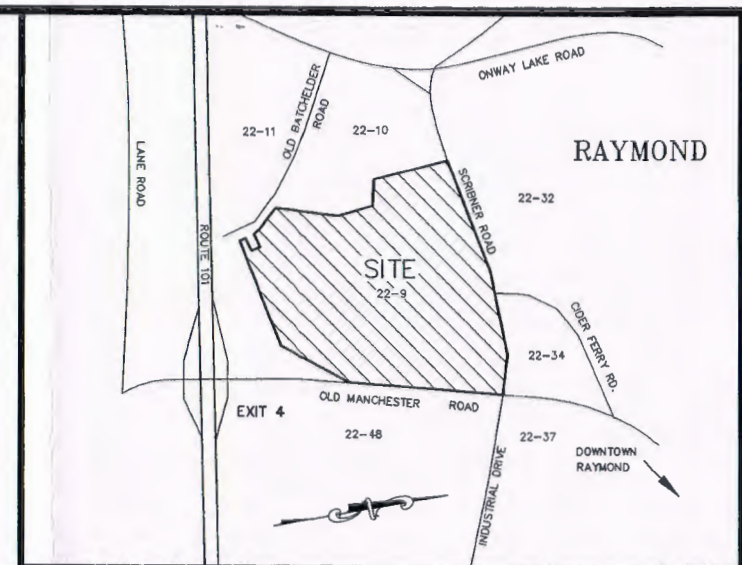 ONWAY LAKE ROAD
OLD BATCHELDER
ROAD
22-11
22-10
RAYMOND
LANE ROAD
SCRIBNER ROAD
22-32
ROUTE 101
SITE
22-9
CIDER FERRY RD.
22-34
EXIT 4
OLD MANCHESTER ROAD
22-48
22-37
DOWNTOWN
RAYMOND
INDUSTRIAL DRIVE